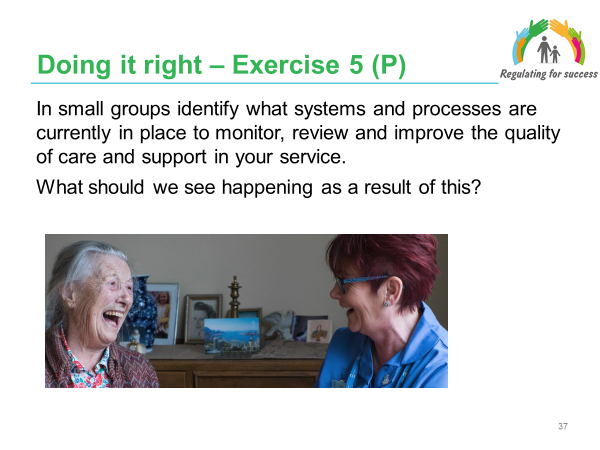 Regulating for success
Doing it right – Exercise 5 (P)
In small groups identify what systems and processes are
currently in place to monitor, review and improve the quality
of care and support in your service.
What should we see happening as a result of this?
37